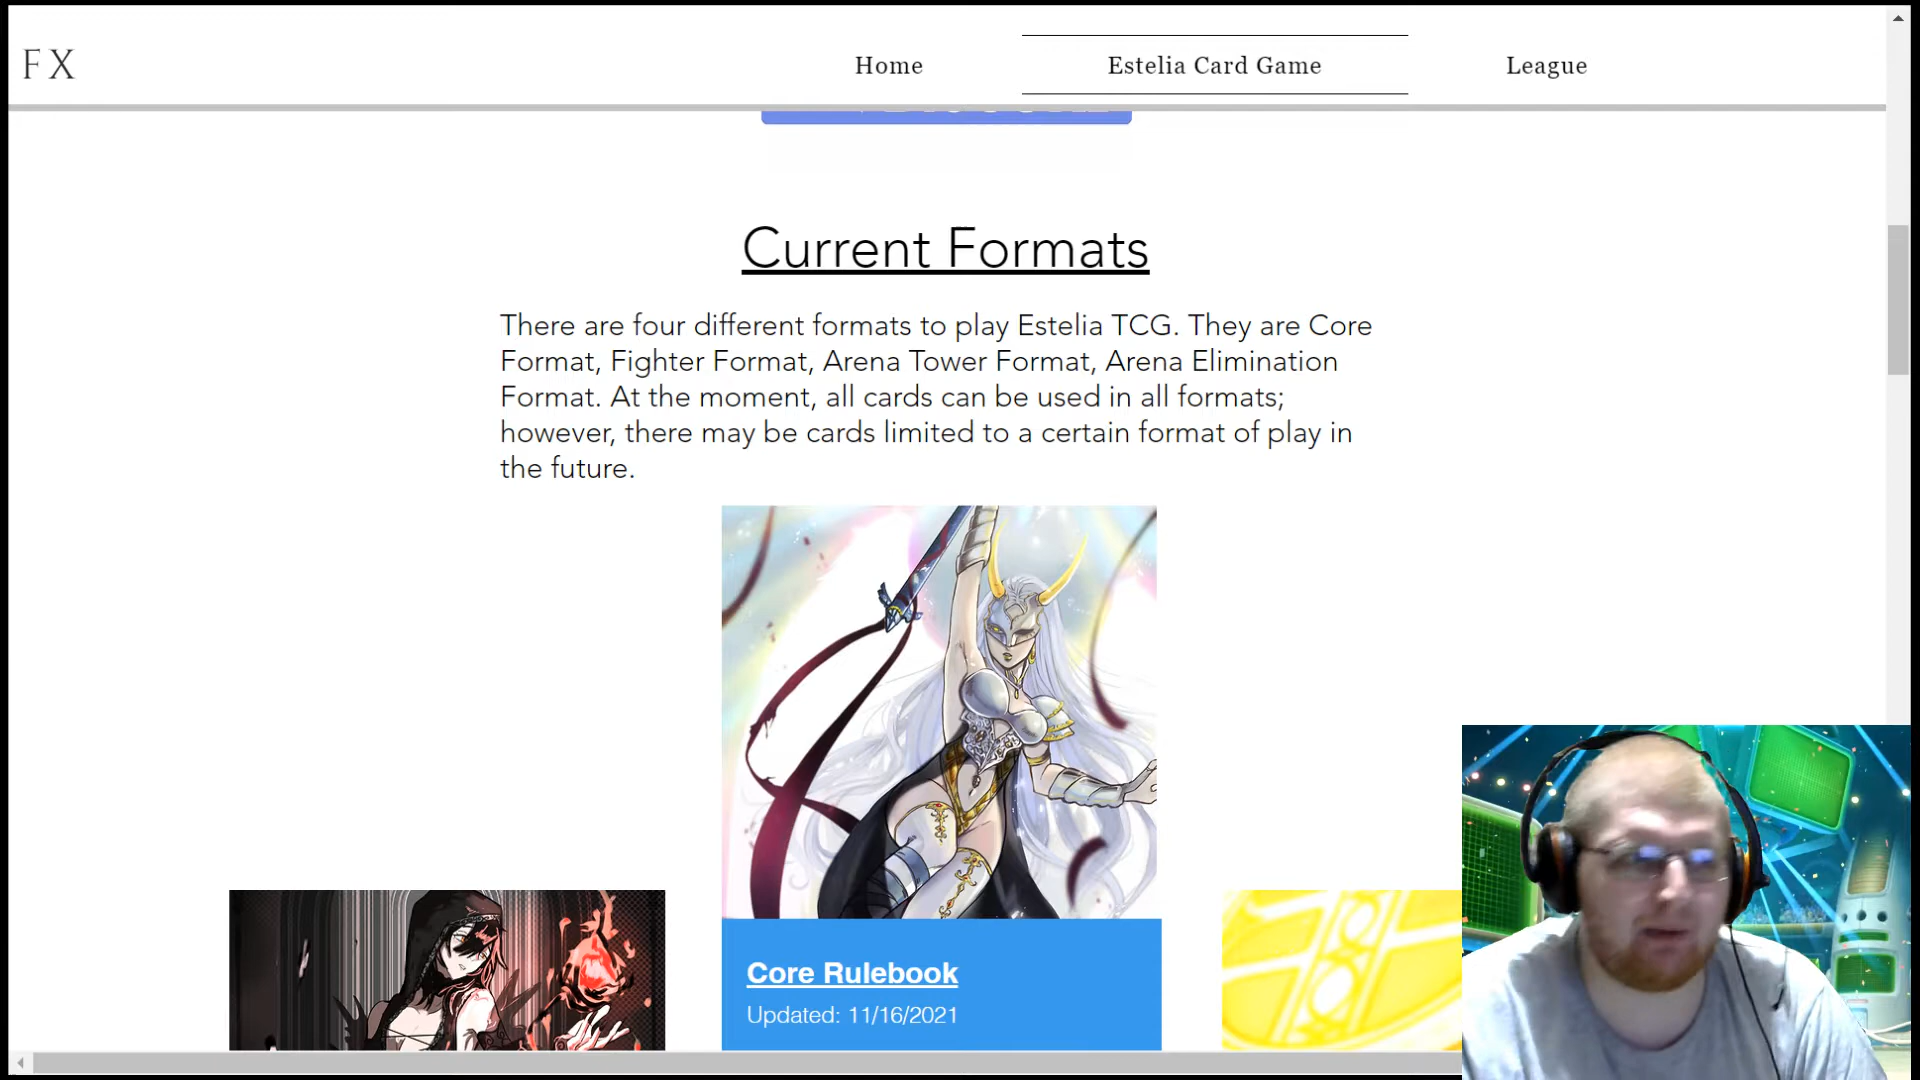 FX
Home
Estelia Card Game
League
Current Formats
There are four different formats to play Estelia TCG. They are Core
Format, Fighter Format, Arena Tower Format, Arena Elimination
Format. At the moment, all cards can be used in all formats;
however, there may be cards limited to a certain format of play in
the future.
Core Rulebook
Updated: 11/16/2021